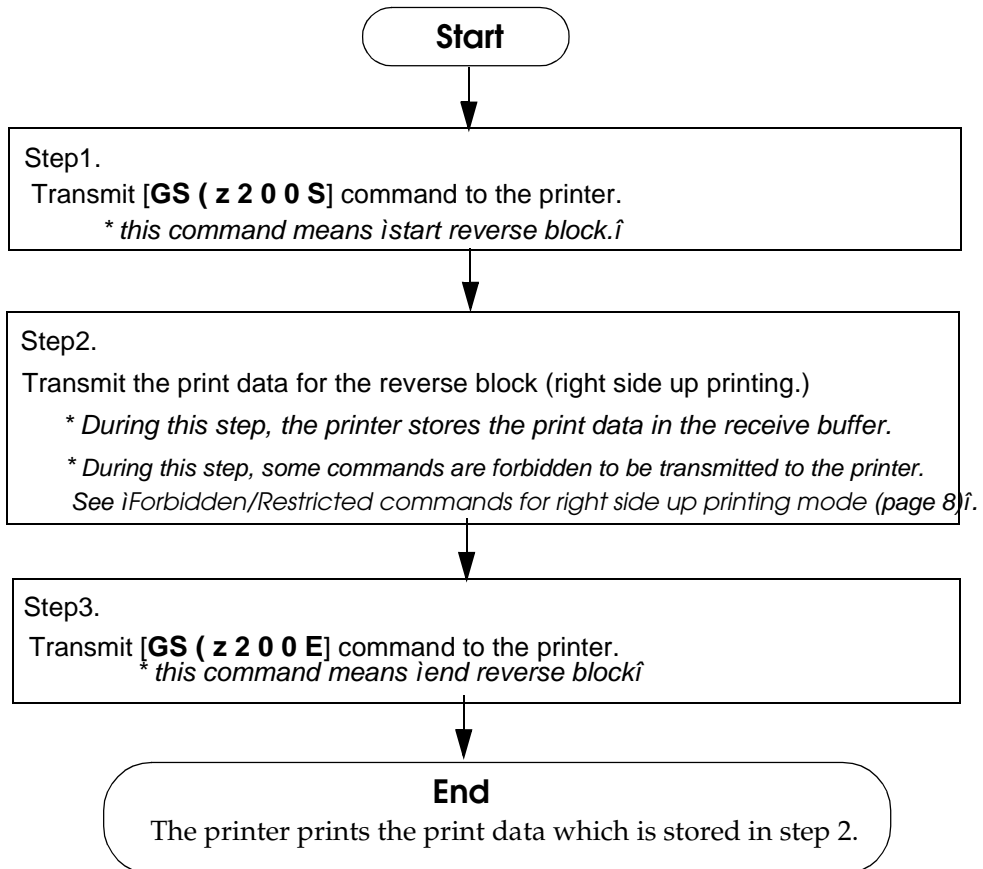 Start
Step1.
Transmit [GS ( z 2 0 0 S] command to the printer.
* this command means ìstart reverse block.î
Step2.
Transmit the print data for the reverse block (right side up printing.)
* During this step, the printer stores the print data in the receive buffer.
* During this step, some commands are forbidden to be transmitted to the printer.
See ìForbidden/Restricted commands for right side up printing mode (page 8)î.
Step3.
Transmit [GS ( z 2 0 0 E] command to the printer.
* this command means ìend reverse blockî
End
The printer prints the print data which is stored in step 2.